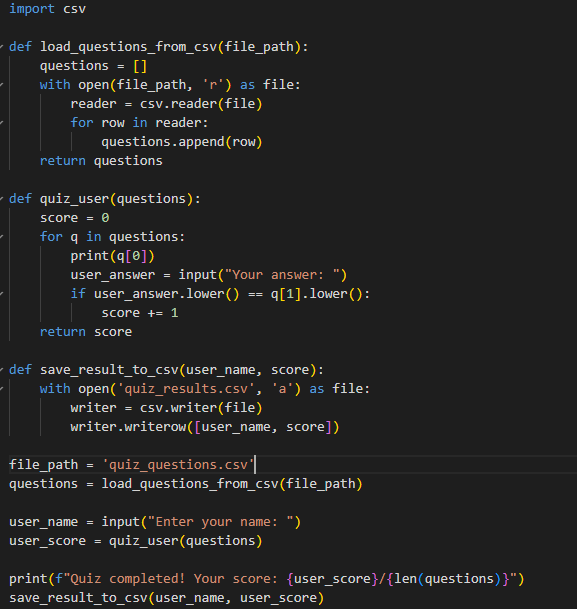 import csv

def load_questions_from_csv(file_path):
    questions = []
    with open(file_path, 'r') as file:
        reader = csv.reader(file)
        for row in reader:
            questions.append(row)
    return questions

def quiz_user(questions):
    score = 0
    for q in questions:
        print(q[0])
        user_answer = input("Your answer: ")
        if user_answer.lower() == q[1].lower():
            score += 1
    return score

def save_result_to_csv(user_name, score):
    with open('quiz_results.csv', 'a') as file:
        writer = csv.writer(file)
        writer.writerow([user_name, score])

file_path = 'quiz_questions.csv'
questions = load_questions_from_csv(file_path)

user_name = input("Enter your name: ")
user_score = quiz_user(questions)

print(f"Quiz completed! Your score: {user_score}/{len(questions)}")
save_result_to_csv(user_name, user_score)